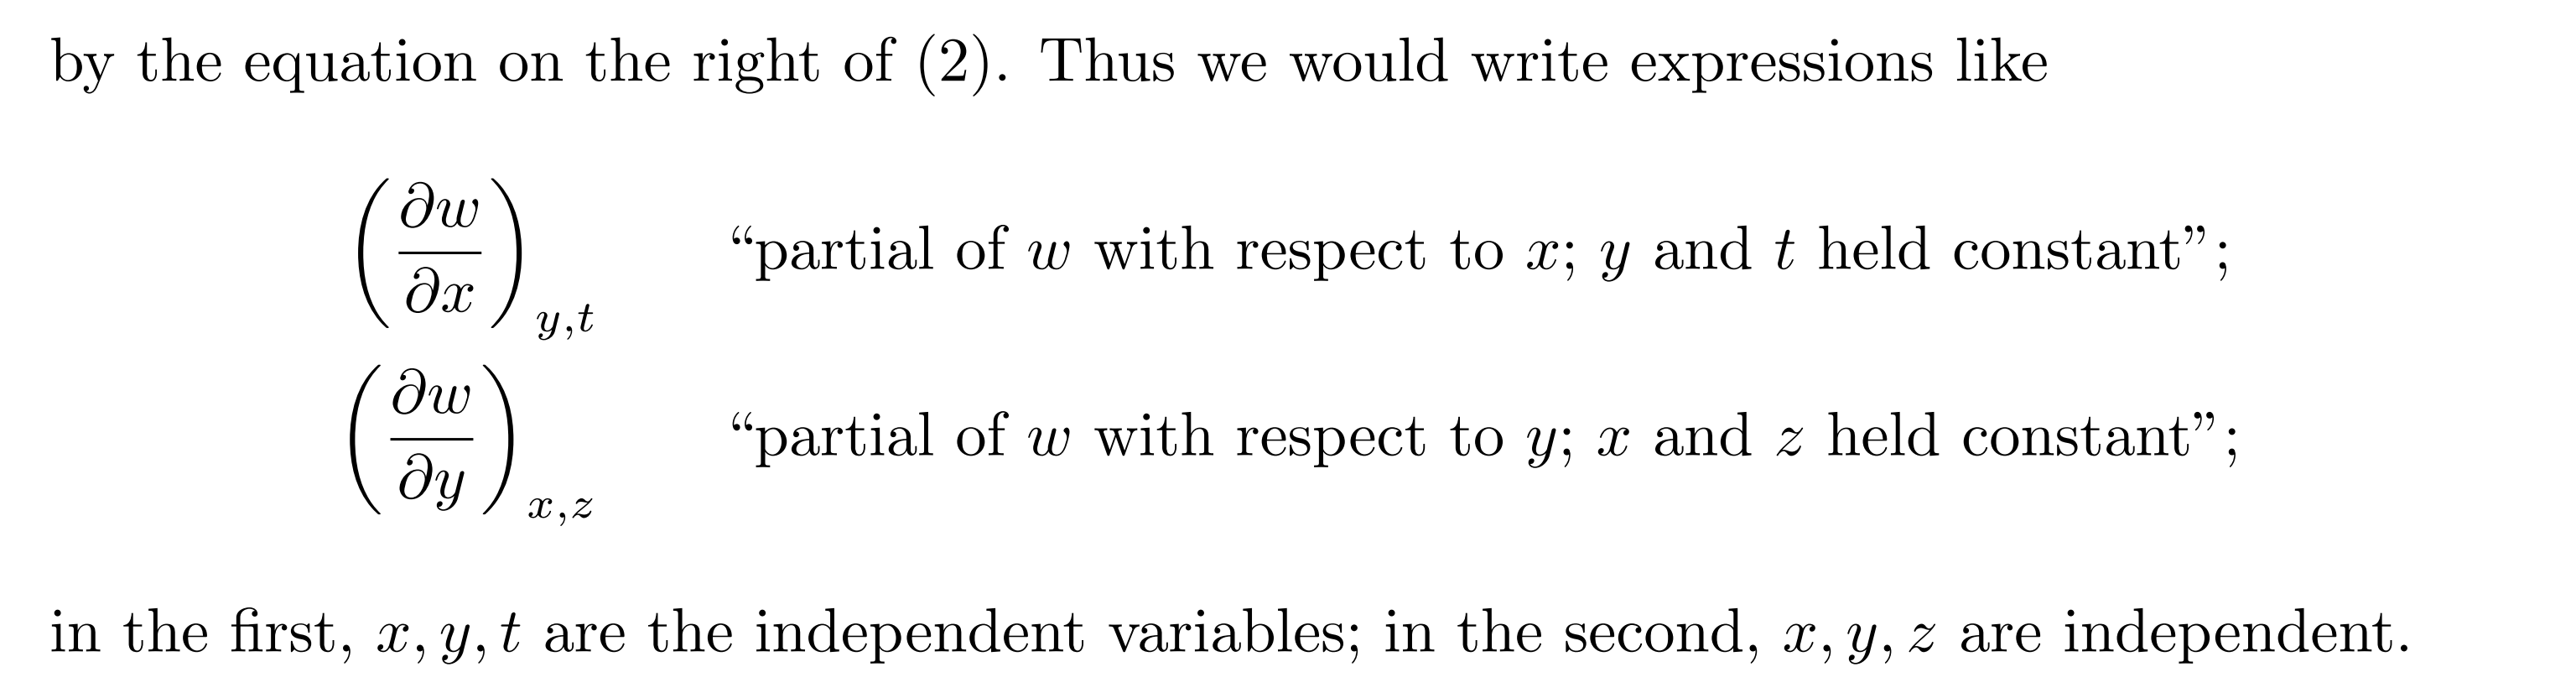 by the equation on the right of (2). Thus we would write expressions like
$\left(\frac{\partial w}{\partial x}\right)_{y,t}$ “partial of $w$ with respect to $x$; $y$ and $t$ held constant”;
$\left(\frac{\partial w}{\partial y}\right)_{x,z}$ “partial of $w$ with respect to $y$; $x$ and $z$ held constant”;
in the first, $x, y, t$ are the independent variables; in the second, $x, y, z$ are independent.